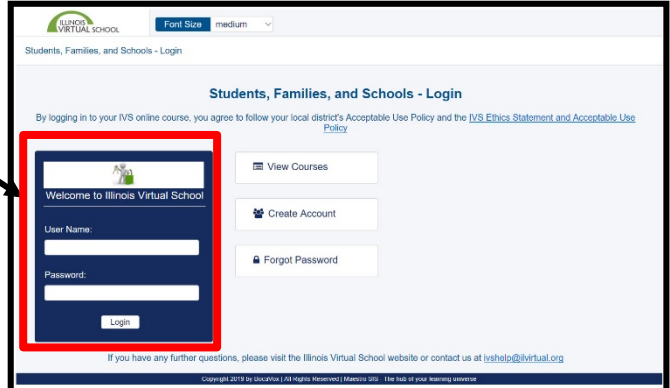 ILLINOIS
VIRTUAL SCHOOL
Font Size medium
Students, Families, and Schools - Login
Students, Families, and Schools - Login
By logging in to your IVS online course, you agree to follow your local district's Acceptable Use Policy and the IVS Ethics Statement and Acceptable Use
Policy
Welcome to Illinois Virtual School
User Name:
Password:
Login
View Courses
Create Account
Forgot Password
If you have any further questions, please visit the Illinois Virtual School website or contact us at ivshelp@ilvirtual.org
Copyright 2019 by DocaVox | All Rights Reserved | Maestro SIS - The hub of your learning universe